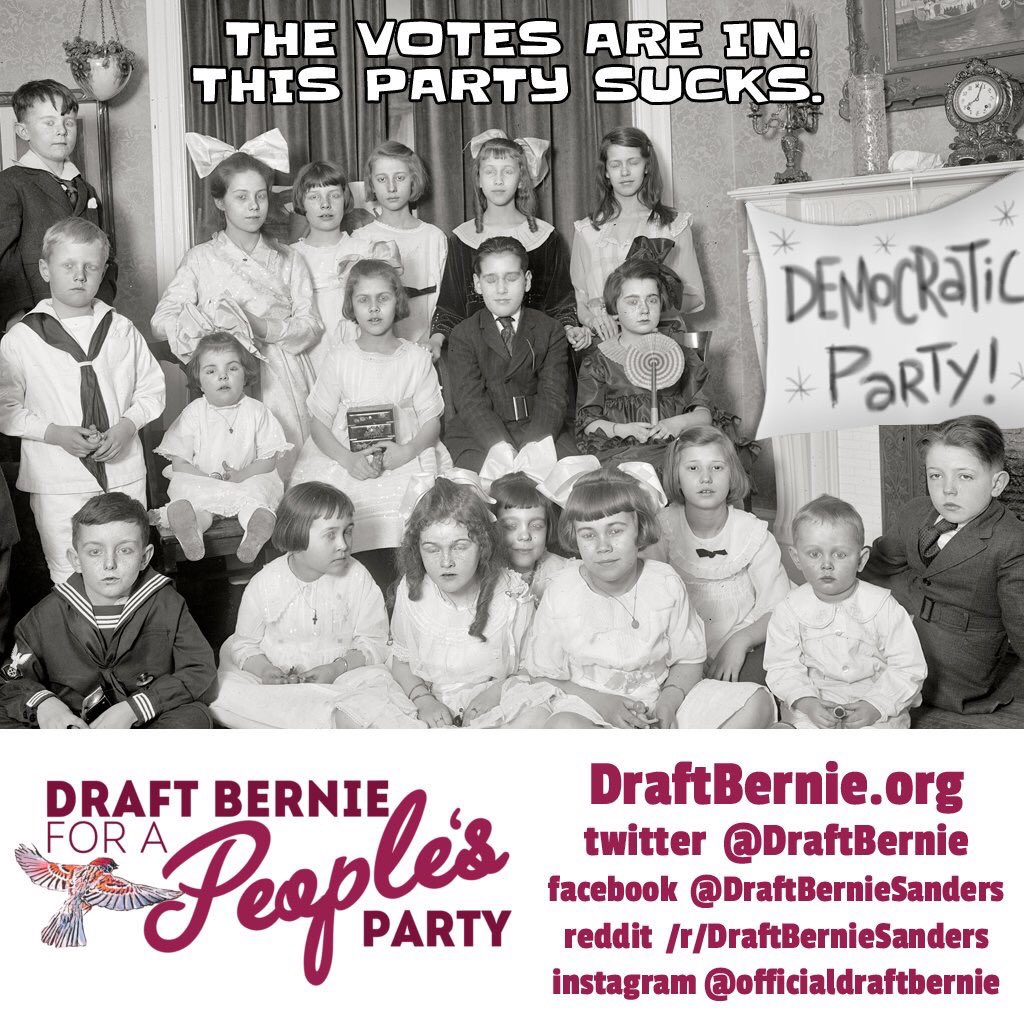 THE VOTES ARE IN.
THIS PARTY SUCKS.
DEMOCRATIC
PARTY!
DRAFT BERNIE
FOR A
People's
PARTY
DraftBernie.org
twitter @DraftBernie
facebook @DraftBernieSanders
reddit /r/DraftBernieSanders
instagram @officialdraftbernie